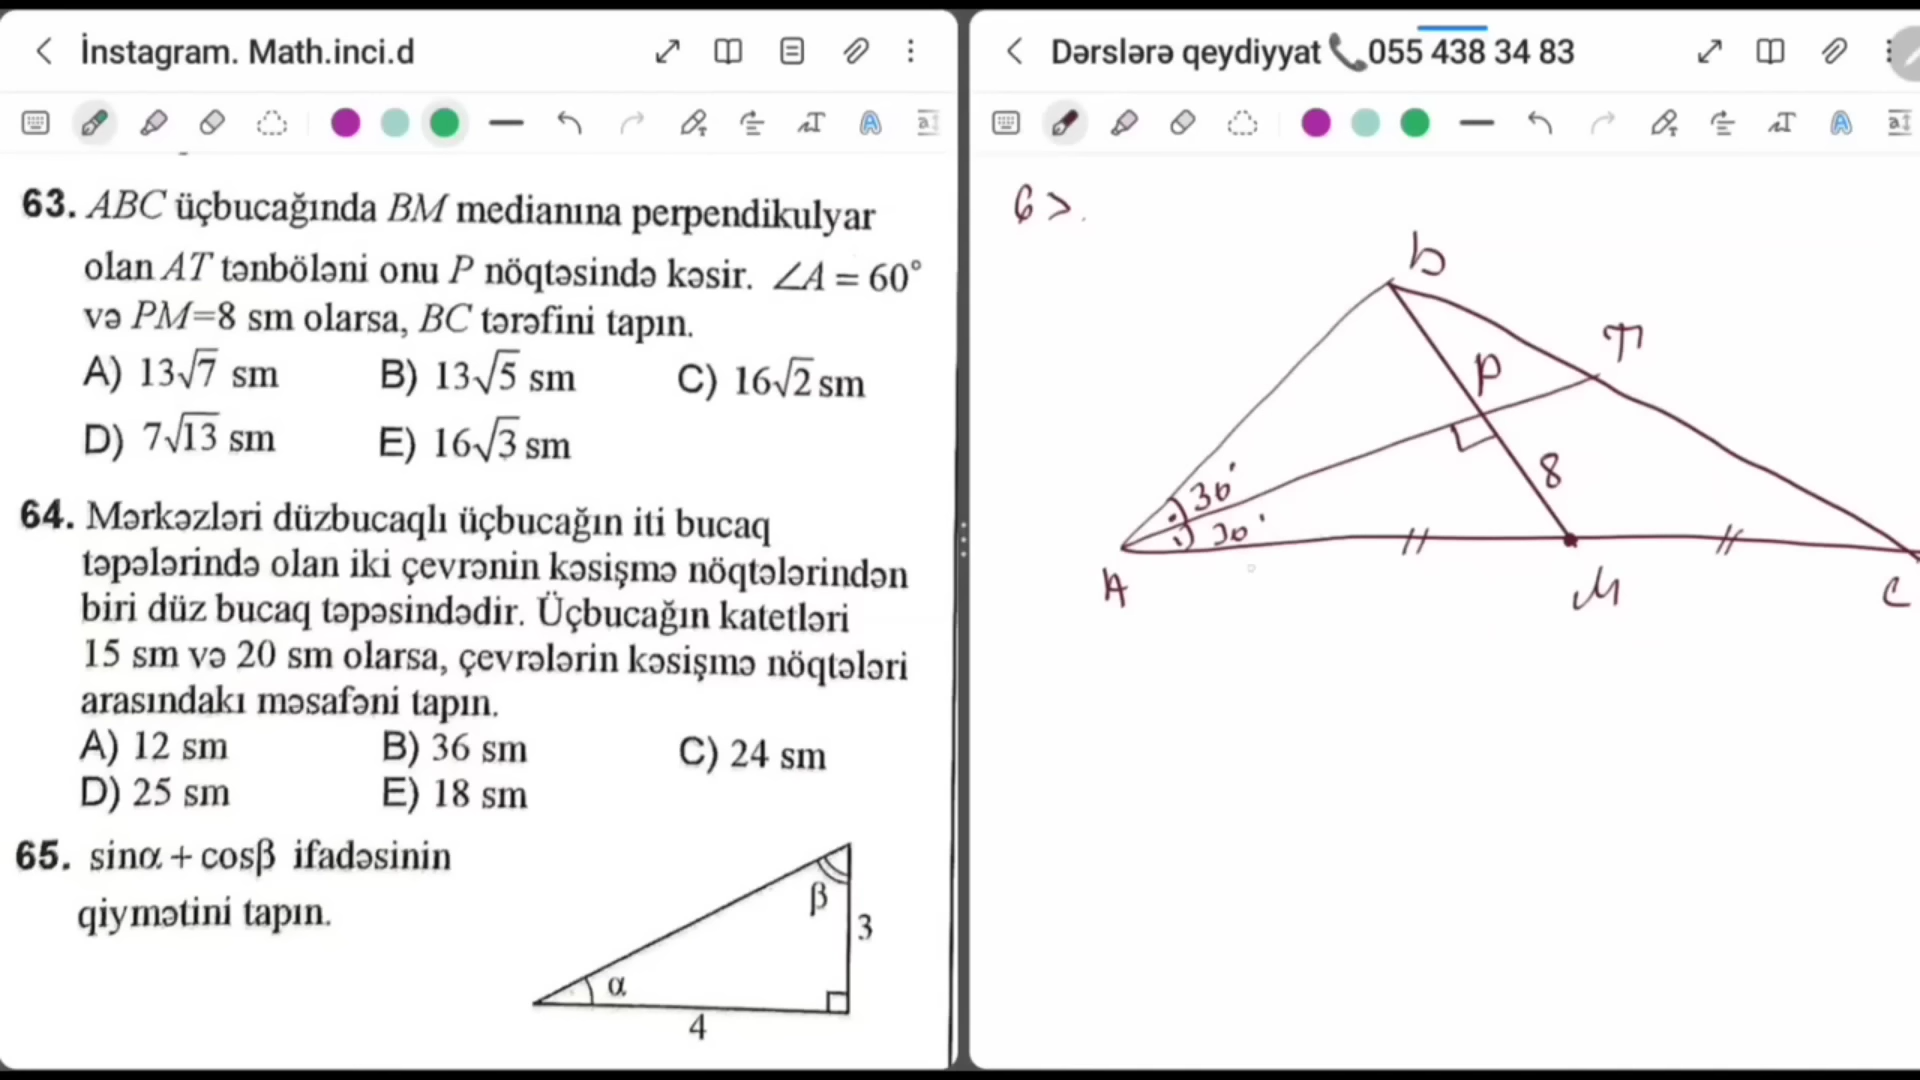 İnstagram. Math.inci.d
63. ABC üçbucağında BM medianına perpendikulyar
olan AT tənböləni onu P nöqtəsində kəsir. ∠A = 60°
və PM=8 sm olarsa, BC tərəfini tapın.
A) 13√7 sm B) 13√5 sm C) 16√2 sm
D) 7√13 sm E) 16√3 sm
64. Mərkəzləri düzbucaqlı üçbucağın iti bucaq
təpələrində olan iki çevrənin kəsişmə nöqtələrindən
biri düz bucaq təpəsindədir. Üçbucağın katetləri
15 sm və 20 sm olarsa, çevrələrin kəsişmə nöqtələri
arasındakı məsafəni tapın.
A) 12 sm B) 36 sm C) 24 sm
D) 25 sm E) 18 sm
65. sinα + cosβ ifadəsinin
qiymətini tapın.
β
3
α
4
Dərslərə qeydiyyat 📞055 438 34 83
B
T
P
8
30°
30°
A
M
C